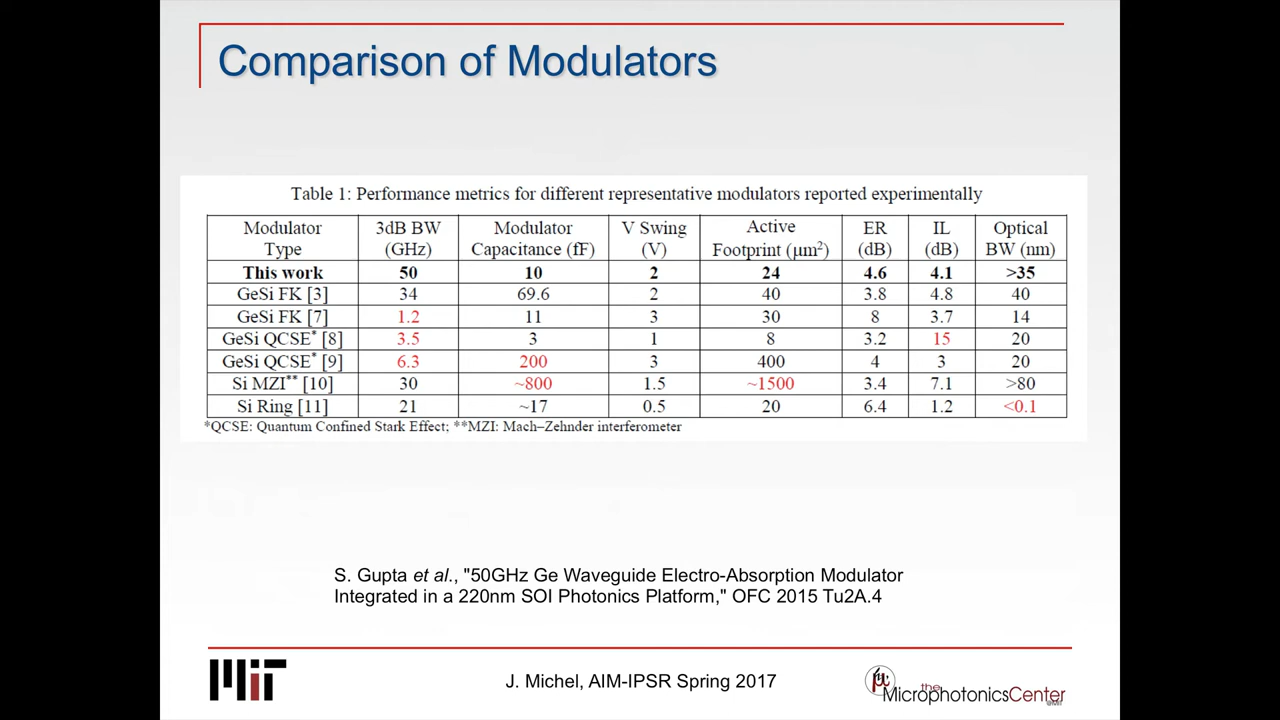 Comparison of Modulators
Table 1: Performance metrics for different representative modulators reported experimentally
Modulator Type 3dB BW (GHz) Modulator Capacitance (fF) V Swing (V) Active Footprint (μm²) ER (dB) IL (dB) Optical BW (nm)
This work 50 10 2 24 4.6 4.1 >35
GeSi FK [3] 34 69.6 2 40 3.8 4.8 40
GeSi FK [7] 1.2 11 3 30 8 3.7 14
GeSi QCSE* [8] 3.5 3 1 8 3.2 15 20
GeSi QCSE* [9] 6.3 200 3 400 4 3 20
Si MZI** [10] 30 ~800 1.5 ~1500 3.4 7.1 >80
Si Ring [11] 21 ~17 0.5 20 6.4 1.2 <0.1
*QCSE: Quantum Confined Stark Effect; **MZI: Mach–Zehnder interferometer
S. Gupta et al., "50GHz Ge Waveguide Electro-Absorption Modulator
Integrated in a 220nm SOI Photonics Platform," OFC 2015 Tu2A.4
MIT
J. Michel, AIM-IPSR Spring 2017
the MicrophotonicsCenter